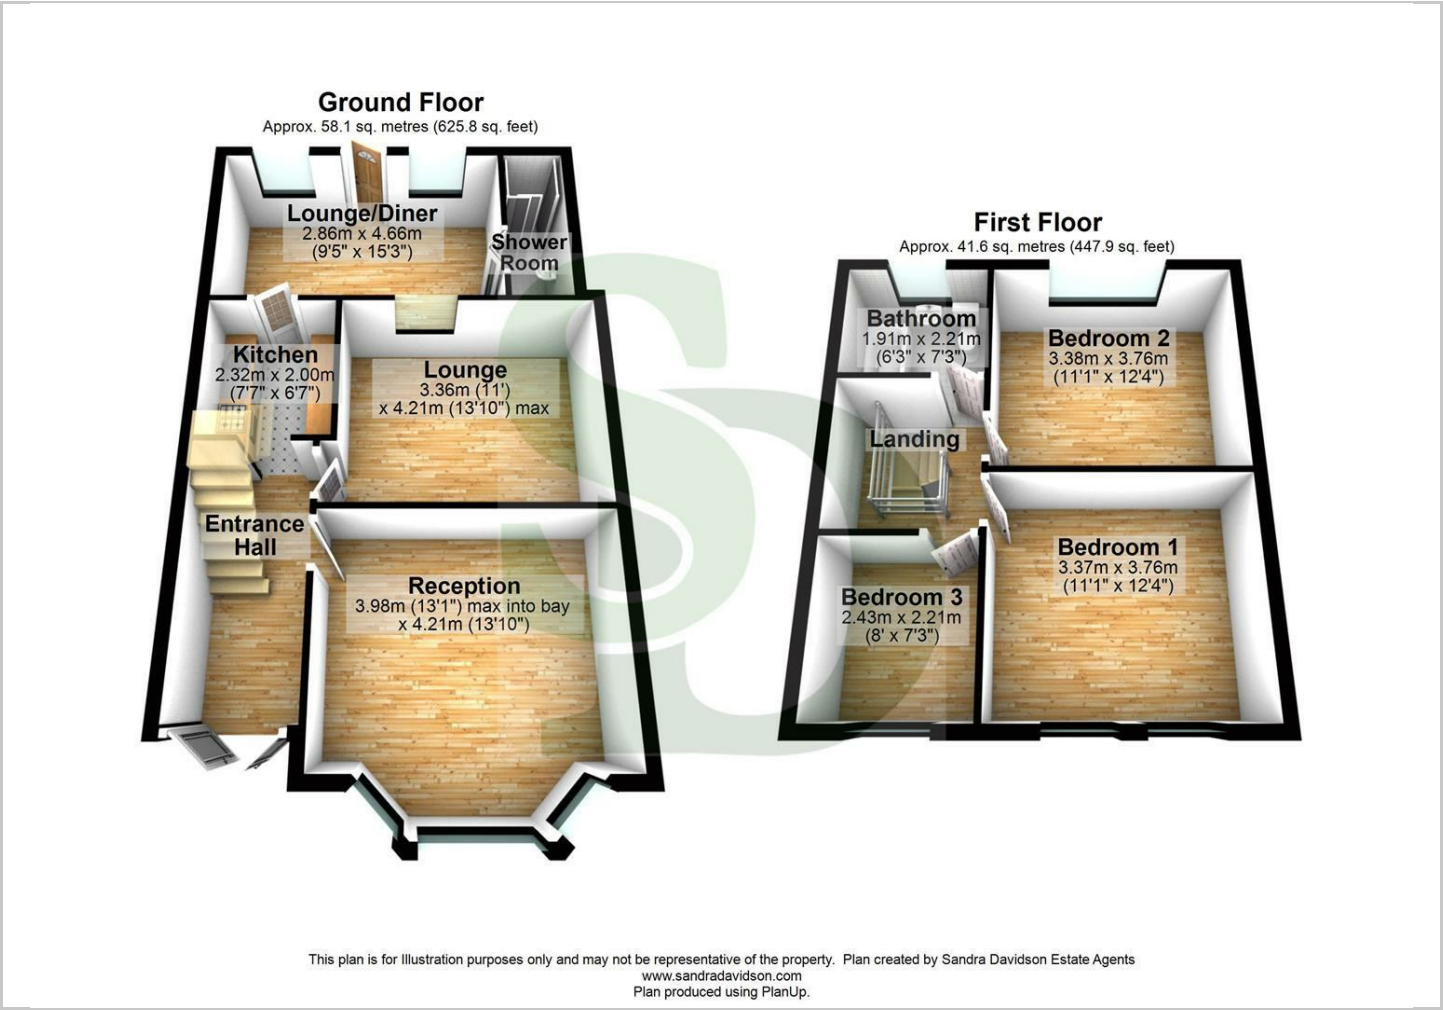 Ground Floor
Approx. 58.1 sq. metres (625.8 sq. feet)
Lounge/Diner
2.86m x 4.66m
(9'5" x 15'3")
Shower
Room
Kitchen
2.32m x 2.00m
(7'7" x 6'7")
Lounge
3.36m (11')
x 4.21m (13'10") max
Entrance
Hall
Reception
3.98m (13'1") max into bay
x 4.21m (13'10")
First Floor
Approx. 41.6 sq. metres (447.9 sq. feet)
Bathroom
1.91m x 2.21m
(6'3" x 7'3")
Bedroom 2
3.38m x 3.76m
(11'1" x 12'4")
Landing
Bedroom 1
3.37m x 3.76m
(11'1" x 12'4")
Bedroom 3
2.43m x 2.21m
(8' x 7'3")
SD
This plan is for Illustration purposes only and may not be representative of the property.  Plan created by Sandra Davidson Estate Agents
www.sandradavidson.com
Plan produced using PlanUp.